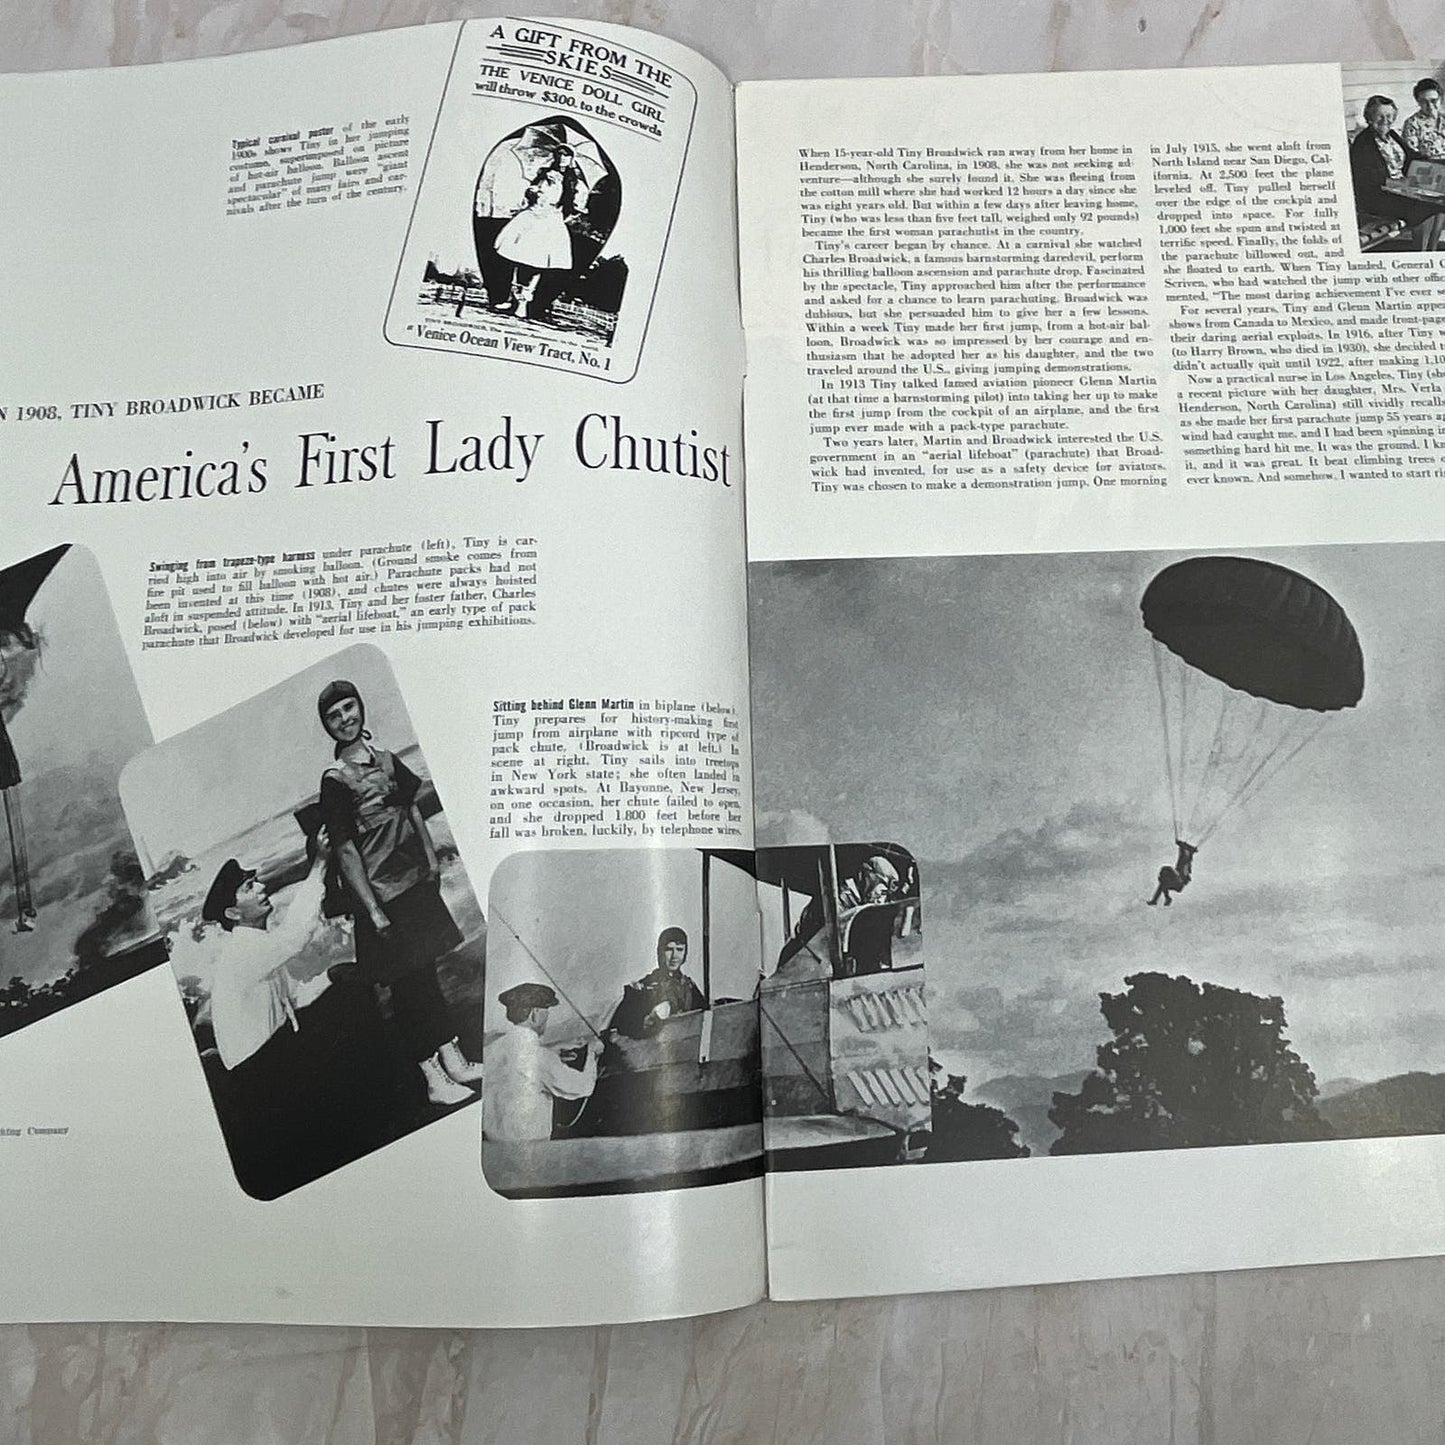 A GIFT FROM THE
SKIES
THE VENICE DOLL GIRL
will throw $300. to the crowds
at Venice Ocean View Tract, No. 1
Typical carnival poster of the early
1900s shows Tiny in her jumping
costume, superimposed on picture
of hot-air balloon. Balloon ascent
and parachute jump were "giant
spectacular" of many fairs and car-
nivals after the turn of the century.
N 1908, TINY BROADWICK BECAME
America's First Lady Chutist
Swinging from trapeze-type harness under parachute (left), Tiny is car-
ried high into air by smoking balloon. (Ground smoke comes from
fire pit used to fill balloon with hot air.) Parachute packs had not
been invented at this time (1908), and chutes were always hoisted
aloft in suspended attitude. In 1913, Tiny and her foster father, Charles
Broadwick, posed (below) with "aerial lifeboat," an early type of pack
parachute that Broadwick developed for use in his jumping exhibitions.
Sitting behind Glenn Martin in biplane (below),
Tiny prepares for history-making first
jump from airplane with ripcord type of
pack chute. (Broadwick is at left.) In
scene at right, Tiny sails into treetops
in New York state; she often landed in
awkward spots. At Bayonne, New Jersey,
on one occasion, her chute failed to open,
and she dropped 1,800 feet before her
fall was broken, luckily, by telephone wires.
Company
When 15-year-old Tiny Broadwick ran away from her home in
Henderson, North Carolina, in 1908, she was not seeking ad-
venture—although she surely found it. She was fleeing from
the cotton mill where she had worked 12 hours a day since she
was eight years old. But within a few days after leaving home,
Tiny (who was less than five feet tall, weighed only 92 pounds)
became the first woman parachutist in the country.
Tiny's career began by chance. At a carnival she watched
Charles Broadwick, a famous barnstorming daredevil, perform
his thrilling balloon ascension and parachute drop. Fascinated
by the spectacle, Tiny approached him after the performance
and asked for a chance to learn parachuting. Broadwick was
dubious, but she persuaded him to give her a few lessons.
Within a week Tiny made her first jump, from a hot-air bal-
loon. Broadwick was so impressed by her courage and en-
thusiasm that he adopted her as his daughter, and the two
traveled around the U.S., giving jumping demonstrations.
In 1913 Tiny talked famed aviation pioneer Glenn Martin
(at that time a barnstorming pilot) into taking her up to make
the first jump from the cockpit of an airplane, and the first
jump ever made with a pack-type parachute.
Two years later, Martin and Broadwick interested the U.S.
government in an "aerial lifeboat" (parachute) that Broad-
wick had invented, for use as a safety device for aviators.
Tiny was chosen to make a demonstration jump. One morning
in July 1915, she went aloft from
North Island near San Diego, Cal-
ifornia. At 2,500 feet the plane
leveled off. Tiny pulled herself
over the edge of the cockpit and
dropped into space. For fully
1,000 feet she spun and twisted at
terrific speed. Finally, the folds of
the parachute billowed out, and
she floated to earth. When Tiny landed, General
Scriven, who had watched the jump with other
mented, "The most daring achievement I've ever
For several years, Tiny and Glenn Martin
shows from Canada to Mexico, and made
their daring aerial exploits. In 1916, after Tiny
(to Harry Brown, who died in 1930), she decided
didn't actually quit until 1922, after making
Now a practical nurse in Los Angeles, Tiny
a recent picture with her daughter, Mrs. Verla
Henderson, North Carolina) still vividly
as she made her first parachute jump 55 years
wind had caught me, and I had been spinning
something hard hit me. It was the ground. I
it, and it was great. It beat climbing trees
ever known. And somehow, I wanted to start